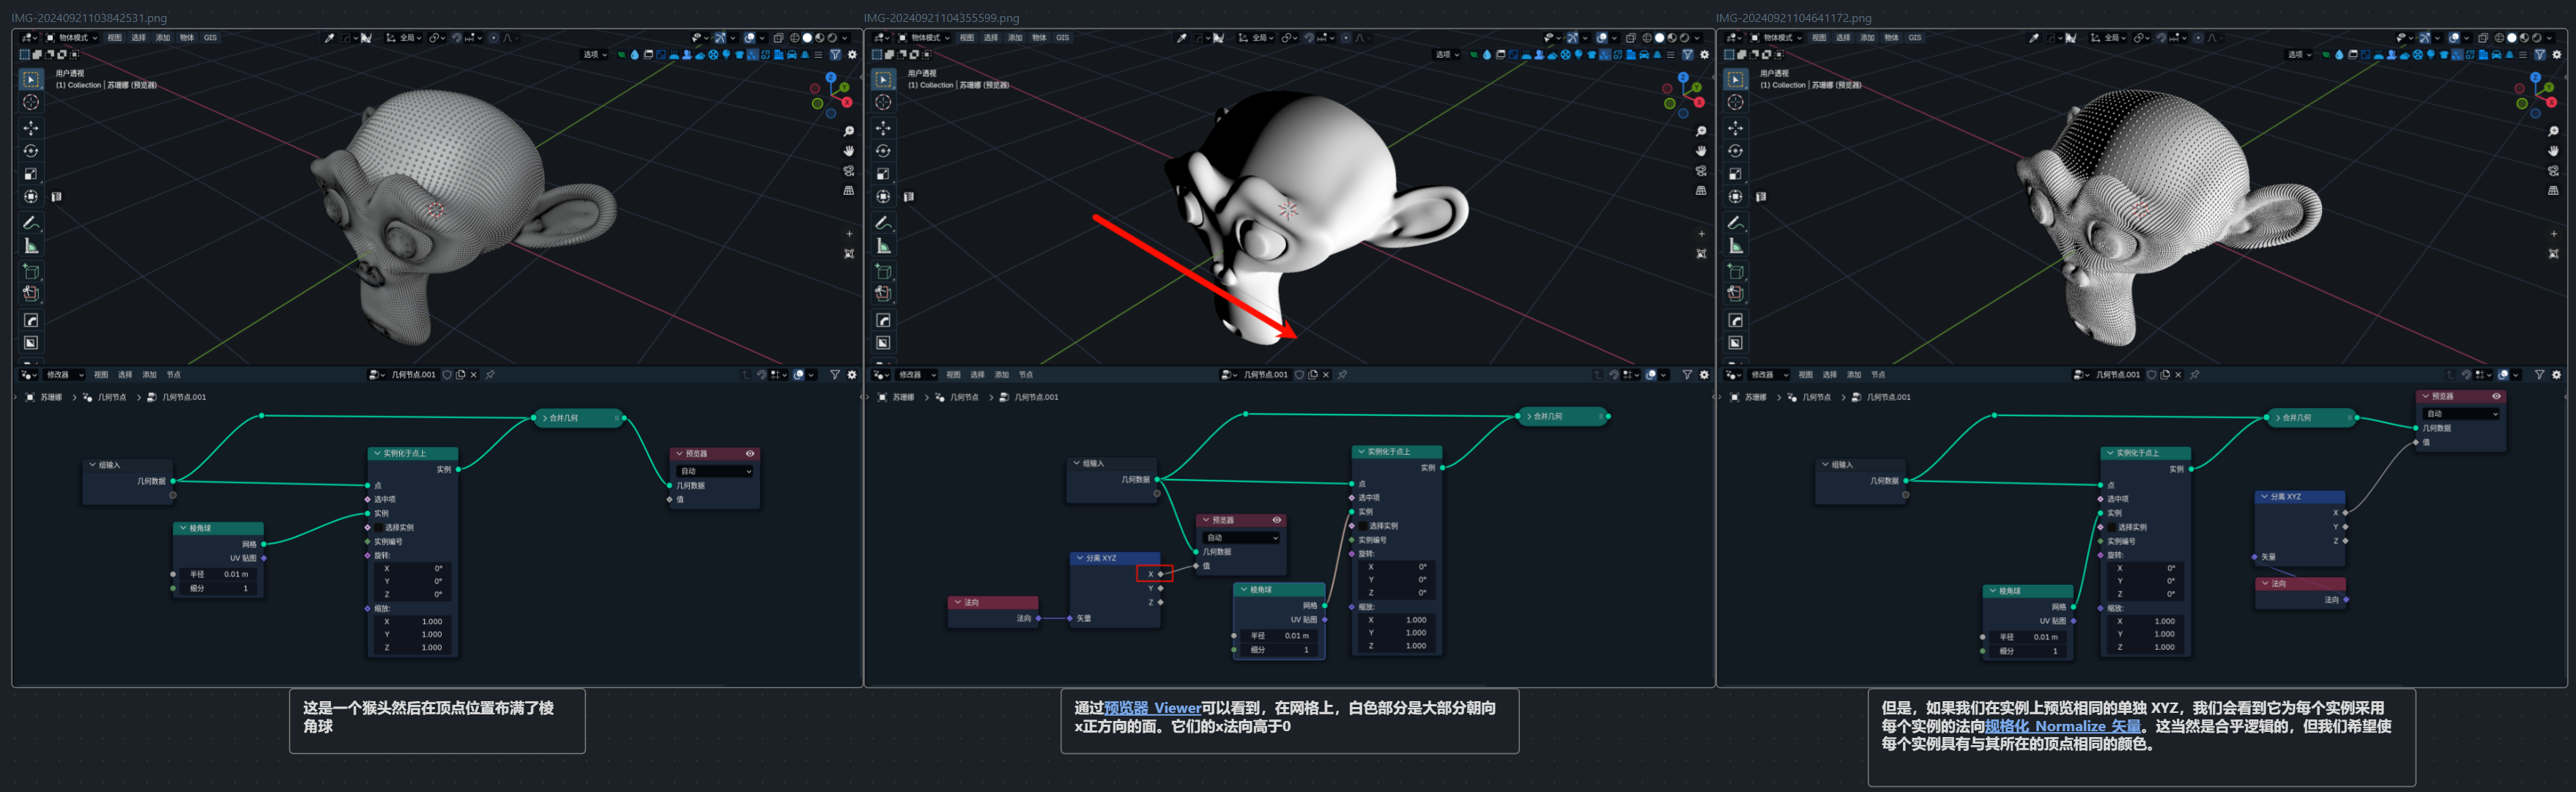 IMG-20240921103842531.png
物体模式 视图 选择 添加 物体 GIS
全局
选项
用户透视
(1) Collection | 苏珊娜 (预览器)
Z
Y
X
修改器 视图 选择 添加 节点
几何节点.001
苏珊娜 > 几何节点 > 几何节点.001
合并几何
组输入
几何数据
棱角球
网格
UV 贴图
半径 0.01 m
细分 1
实例化于点上
实例
点
选中项
实例
选择实例
实例编号
旋转:
X 0°
Y 0°
Z 0°
缩放:
X 1.000
Y 1.000
Z 1.000
预览器
自动
几何数据
值
这是一个猴头然后在顶点位置布满了棱
角球
IMG-20240921104355599.png
物体模式 视图 选择 添加 物体 GIS
全局
选项
用户透视
(1) Collection | 苏珊娜 (预览器)
Z
Y
X
修改器 视图 选择 添加 节点
几何节点.001
苏珊娜 > 几何节点 > 几何节点.001
合并几何
组输入
几何数据
预览器
自动
几何数据
值
分离 XYZ
X
Y
Z
矢量
法向
法向
棱角球
网格
UV 贴图
半径 0.01 m
细分 1
实例化于点上
实例
点
选中项
实例
选择实例
实例编号
旋转:
X 0°
Y 0°
Z 0°
缩放:
X 1.000
Y 1.000
Z 1.000
通过预览器 Viewer可以看到，在网格上，白色部分是大部分朝向
x正方向的面。它们的x法向高于0
IMG-20240921104641172.png
物体模式 视图 选择 添加 物体 GIS
全局
选项
用户透视
(1) Collection | 苏珊娜 (预览器)
Z
Y
X
修改器 视图 选择 添加 节点
几何节点.001
苏珊娜 > 几何节点 > 几何节点.001
合并几何
预览器
自动
几何数据
值
组输入
几何数据
棱角球
网格
UV 贴图
半径 0.01 m
细分 1
实例化于点上
实例
点
选中项
实例
选择实例
实例编号
旋转:
X 0°
Y 0°
Z 0°
缩放:
X 1.000
Y 1.000
Z 1.000
分离 XYZ
X
Y
Z
矢量
法向
法向
但是，如果我们在实例上预览相同的单独 XYZ，我们会看到它为每个实例采用
每个实例的法向规格化 Normalize 矢量。这当然是合乎逻辑的，但我们希望使
每个实例具有与其所在的顶点相同的颜色。